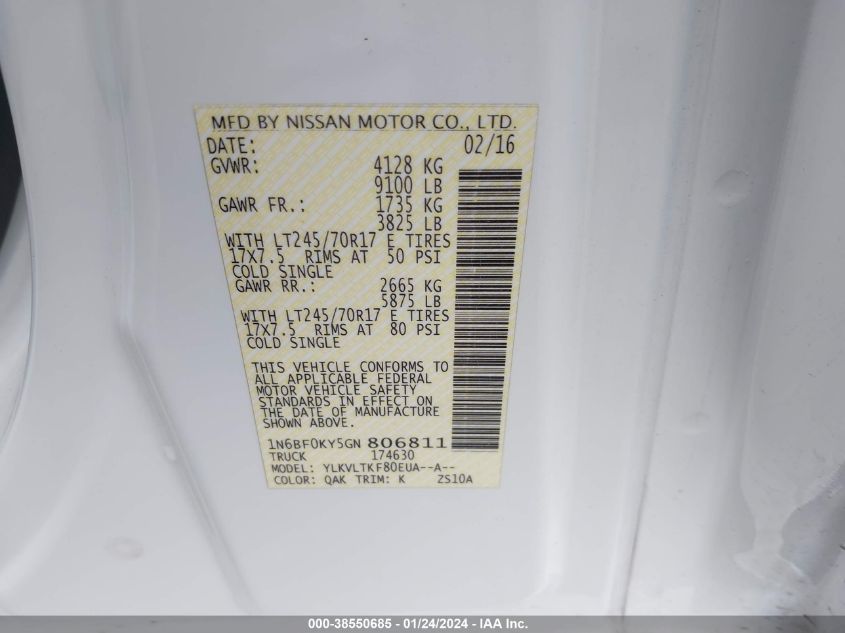 MFD BY NISSAN MOTOR CO., LTD.
DATE: 02/16
GVWR: 4128 KG
9100 LB
GAWR FR.: 1735 KG
3825 LB
WITH LT245/70R17 E TIRES
17X7.5 RIMS AT 50 PSI
COLD SINGLE
GAWR RR.: 2665 KG
5875 LB
WITH LT245/70R17 E TIRES
17X7.5 RIMS AT 80 PSI
COLD SINGLE
THIS VEHICLE CONFORMS TO
ALL APPLICABLE FEDERAL
MOTOR VEHICLE SAFETY
STANDARDS IN EFFECT ON
THE DATE OF MANUFACTURE
SHOWN ABOVE.
1N6BF0KY5GN 806811
TRUCK 174630
MODEL: YLKVLTKF80EUA--A--
COLOR: QAK TRIM: K ZS10A
000-38550685 - 01/24/2024 - IAA Inc.